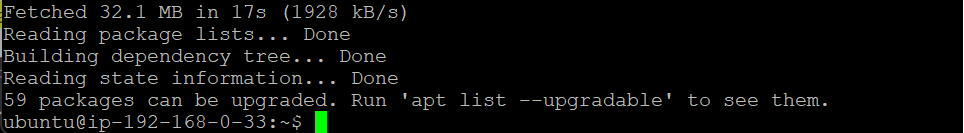 Fetched 32.1 MB in 17s (1928 kB/s)
Reading package lists... Done
Building dependency tree... Done
Reading state information... Done
59 packages can be upgraded. Run 'apt list --upgradable' to see them.
ubuntu@ip-192-168-0-33:~$